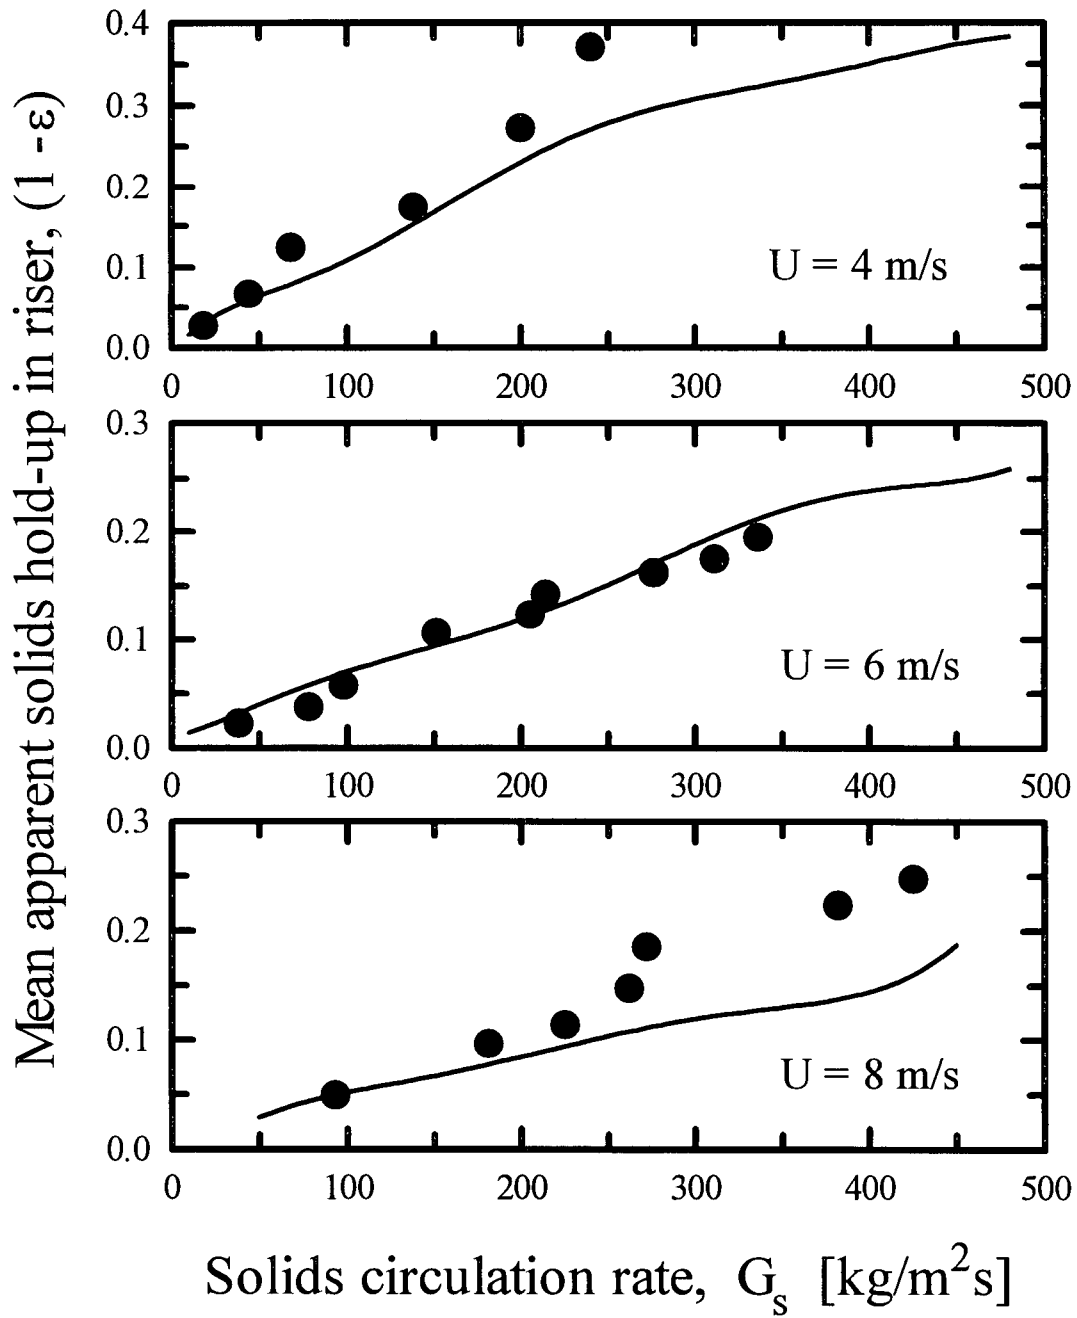 Mean apparent solids hold-up in riser, (1 -ε)
0.4
0.3
0.2
0.1
0.0
U = 4 m/s
0 100 200 300 400 500
0.3
0.2
0.1
0.0
U = 6 m/s
0 100 200 300 400 500
0.3
0.2
0.1
0.0
U = 8 m/s
0 100 200 300 400 500
Solids circulation rate, Gₛ [kg/m²s]